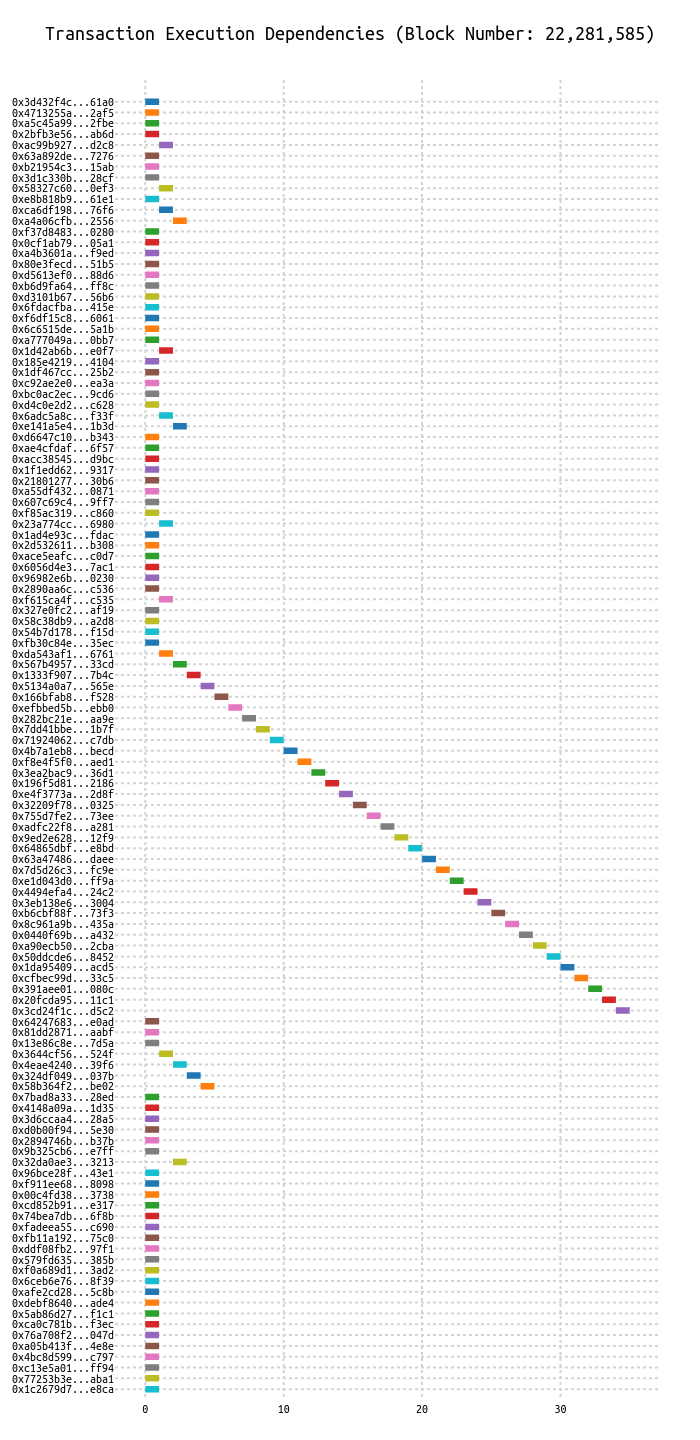 Transaction Execution Dependencies (Block Number: 22,281,585)
0x3d432f4c...61a0
0x4713255a...2af5
0xa5c45a99...2fbe
0x2bfb3e56...ab6d
0xac99b927...d2c8
0x63a892de...7276
0xb21954c3...15ab
0x3d1c330b...28cf
0x58327c60...0ef3
0xe8b818b9...61e1
0xca6df198...76f6
0xa4a06cfb...2556
0xf37d8483...0280
0x0cf1ab79...05a1
0xa4b3601a...f9ed
0x80e3fecd...51b5
0xd5613ef0...88d6
0xb6d9fa64...ff8c
0xd3101b67...56b6
0x6fdacfba...415e
0xf6df15c8...6061
0x6c6515de...5a1b
0xa777049a...0bb7
0x1d42ab6b...e0f7
0x185e4219...4104
0x1df467cc...25b2
0xc92ae2e0...ea3a
0xbc0ac2ec...9cd6
0xd4c0e2d2...c628
0x6adc5a8c...f33f
0xe141a5e4...1b3d
0xd6647c10...b343
0xae4cfdaf...6f57
0xacc38545...d9bc
0x1f1edd62...9317
0x21801277...30b6
0xa55df432...0871
0x607c69c4...9ff7
0xf85ac319...c860
0x23a774cc...6980
0x1ad4e93c...fdac
0x2d532611...b308
0xace5eafc...c0d7
0x6056d4e3...7ac1
0x96982e6b...0230
0x2890aa6c...c536
0xf615ca4f...c535
0x327e0fc2...af19
0x58c38db9...a2d8
0x54b7d178...f15d
0xfb30c84e...35ec
0xda543af1...6761
0x567b4957...33cd
0x1333f907...7b4c
0x5134a0a7...565e
0x166bfab8...f528
0xefbbed5b...ebb0
0x282bc21e...aa9e
0x7dd41bbe...1b7f
0x71924062...c7db
0x4b7a1eb8...becd
0xf8e4f5f0...aed1
0x3ea2bac9...36d1
0x196f5d81...2186
0xe4f3773a...2d8f
0x32209f78...0325
0x755d7fe2...73ee
0xadfc22f8...a281
0x9ed2e628...12f9
0x64865dbf...e8bd
0x63a47486...daee
0x7d5d26c3...fc9e
0xe1d043d0...ff9a
0x4494efa4...24c2
0x3eb138e6...3004
0xb6cbf88f...73f3
0x8c961a9b...435a
0x0440f69b...a432
0xa90ecb50...2cba
0x50ddcde6...8452
0x1da95409...acd5
0xcfbec99d...33c5
0x391aee01...080c
0x20fcda95...11c1
0x3cd24f1c...d5c2
0x64247683...e0ad
0x81dd2871...aabf
0x13e86c8e...7d5a
0x3644cf56...524f
0x4eae4240...39f6
0x324df049...037b
0x58b364f2...be02
0x7bad8a33...28ed
0x4148a09a...1d35
0x3d6ccaa4...28a5
0xd0b00f94...5e30
0x2894746b...b37b
0x9b325cb6...e7ff
0x32da0ae3...3213
0x96bce28f...43e1
0xf911ee68...8098
0x00c4fd38...3738
0xcd852b91...e317
0x74bea7db...6f8b
0xfadeea55...c690
0xfb11a192...75c0
0xddf08fb2...97f1
0x579fd635...385b
0xf0a689d1...3ad2
0x6ceb6e76...8f39
0xafe2cd28...5c8b
0xdebf8640...ade4
0x5ab86d27...f1c1
0xca0c781b...f3ec
0x76a708f2...047d
0xa05b413f...4e8e
0x4bc8d599...c797
0xc13e5a01...ff94
0x77253b3e...aba1
0x1c2679d7...e8ca
0 10 20 30